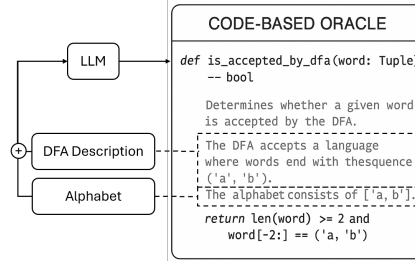 CODE-BASED ORACLE
LLM
def is_accepted_by_dfa(word: Tuple)
-- bool
Determines whether a given word
is accepted by the DFA.
+
DFA Description
The DFA accepts a language
where words end with thesquence
('a', 'b').
Alphabet
The alphabet consists of ['a, b'].
return len(word) >= 2 and
word[-2:] == ('a, 'b')